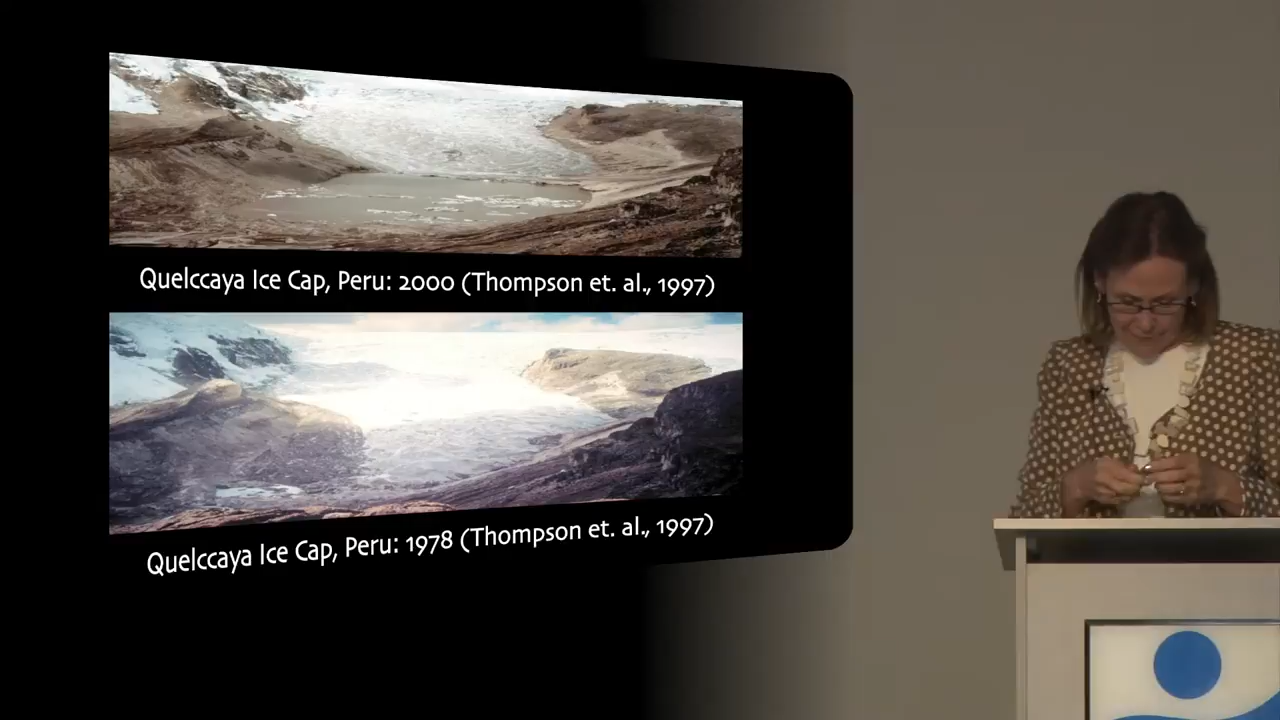 Quelccaya Ice Cap, Peru: 2000 (Thompson et. al., 1997)
Quelccaya Ice Cap, Peru: 1978 (Thompson et. al., 1997)